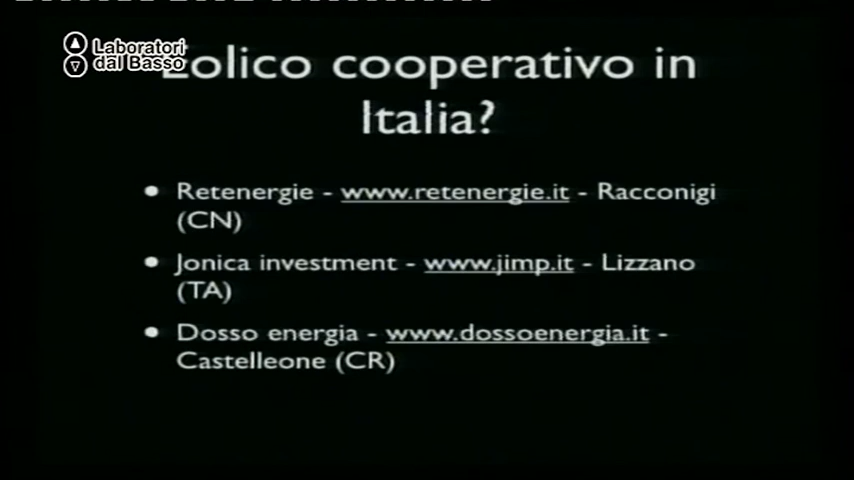 Laboratori
dal Basso
Eolico cooperativo in
Italia?
• Retenergie - www.retenergie.it - Racconigi
(CN)
• Jonica investment - www.jimp.it - Lizzano
(TA)
• Dosso energia - www.dossoenergia.it -
Castelleone (CR)